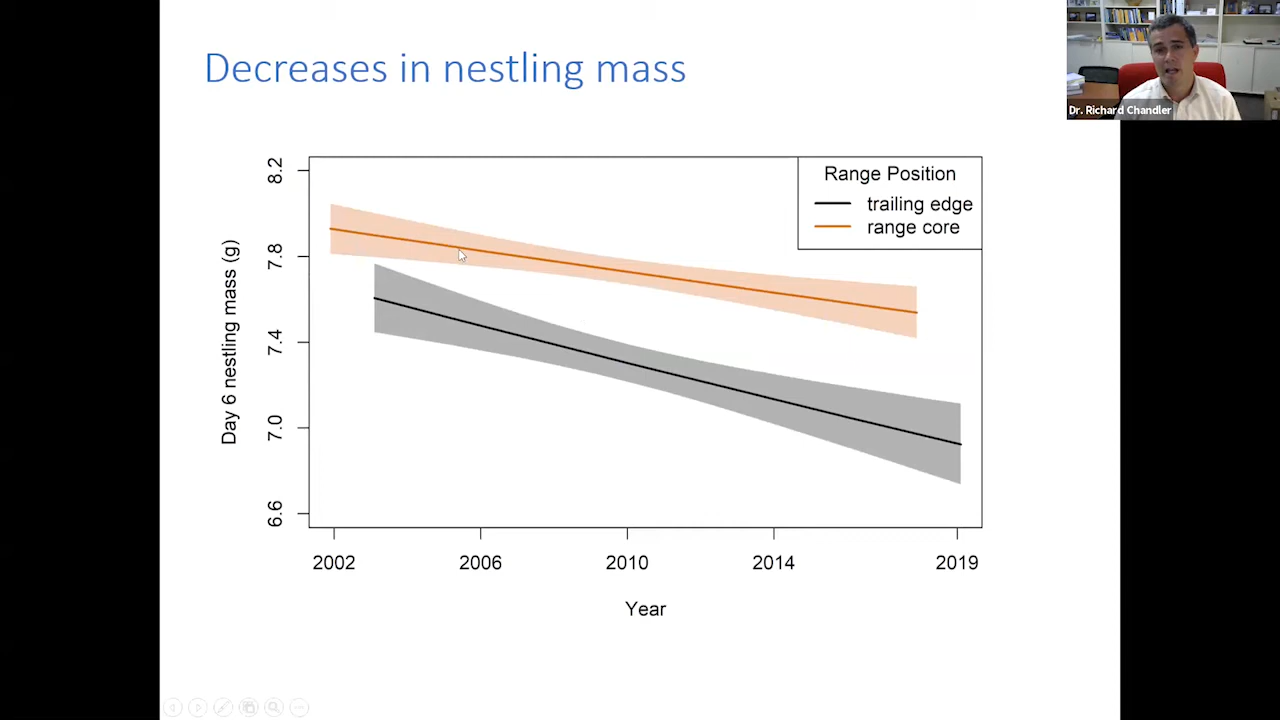 Decreases in nestling mass
Dr. Richard Chandler
Range Position
trailing edge
range core
8.2
7.8
7.4
7.0
6.6
Day 6 nestling mass (g)
2002 2006 2010 2014 2019
Year